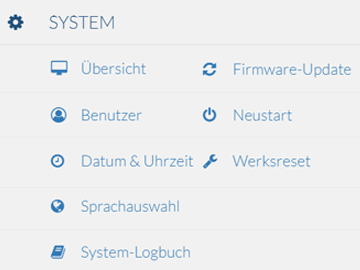 SYSTEM
Übersicht
Firmware-Update
Benutzer
Neustart
Datum & Uhrzeit
Werksreset
Sprachauswahl
System-Logbuch